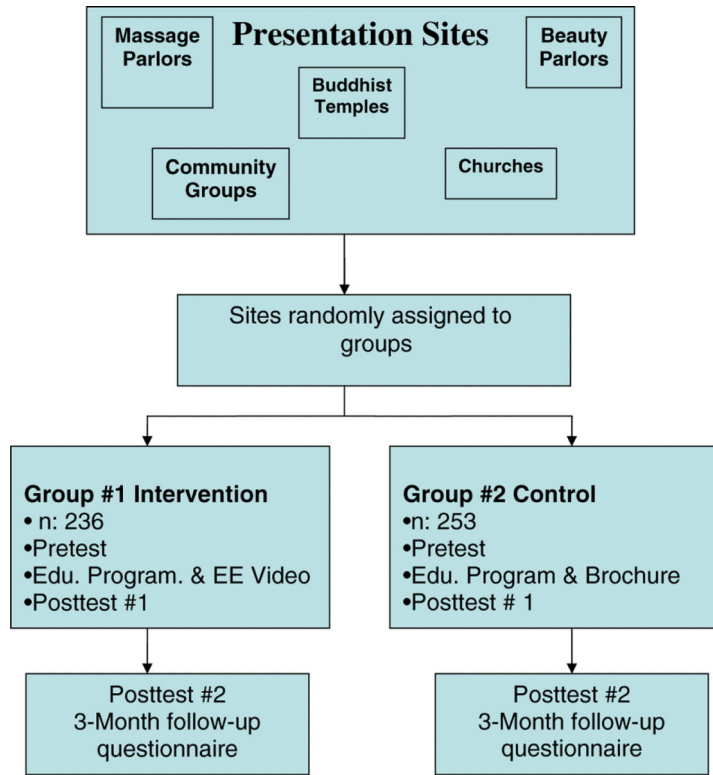 Presentation Sites
Massage
Parlors
Beauty
Parlors
Buddhist
Temples
Community
Groups
Churches
Sites randomly assigned to
groups
Group #1 Intervention
• n: 236
•Pretest
•Edu. Program. & EE Video
•Posttest #1
Group #2 Control
•n: 253
•Pretest
•Edu. Program & Brochure
•Posttest # 1
Posttest #2
3-Month follow-up
questionnaire
Posttest #2
3-Month follow-up
questionnaire